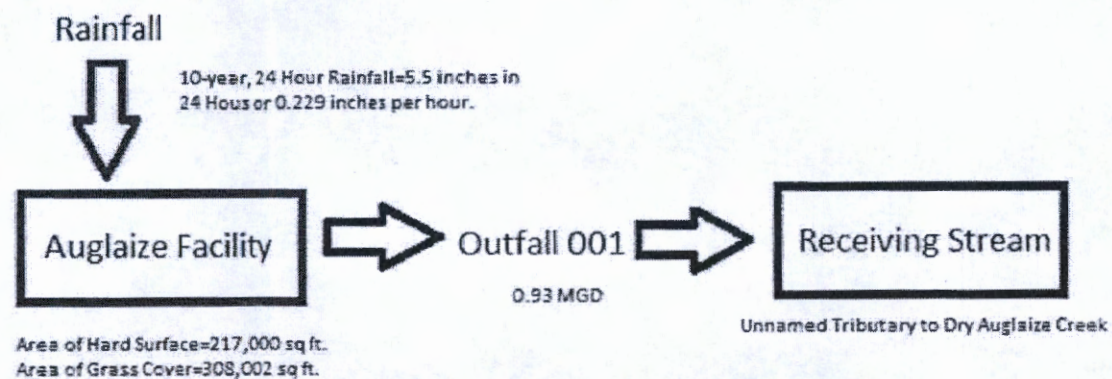 Rainfall
10-year, 24 Hour Rainfall=5.5 inches in
24 Hous or 0.229 inches per hour.
Auglaize Facility
Outfall 001
Receiving Stream
0.93 MGD
Unnamed Tributary to Dry Auglaize Creek
Area of Hard Surface=217,000 sq ft.
Area of Grass Cover=308,002 sq ft.